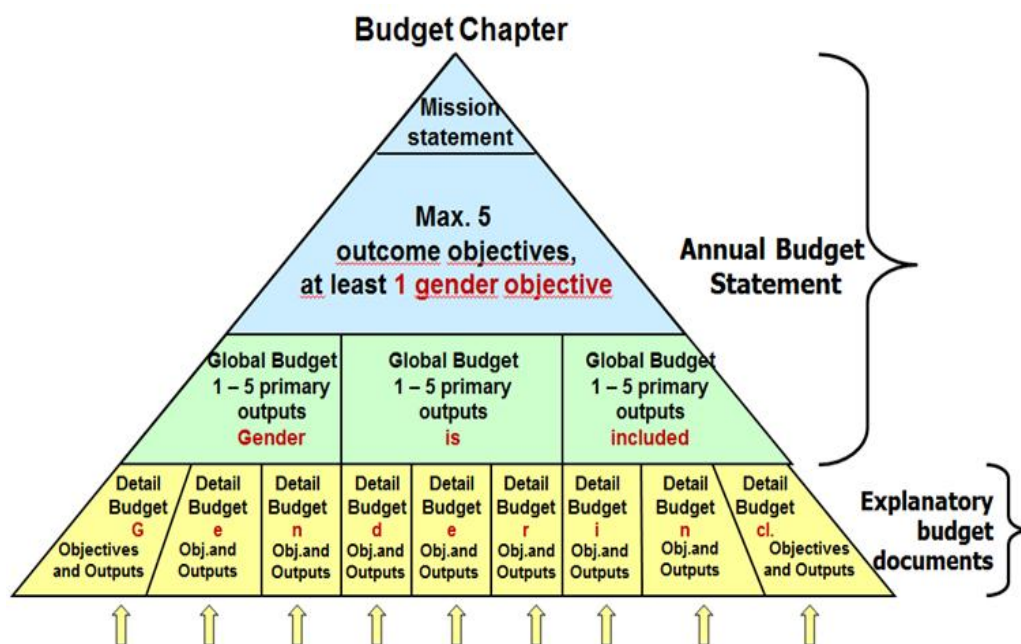 Budget Chapter
Mission
statement
Max. 5
outcome objectives,
at least 1 gender objective
Annual Budget
Statement
Global Budget
1 – 5 primary
outputs
Gender
Global Budget
1 – 5 primary
outputs
is
Global Budget
1 – 5 primary
outputs
included
Detail
Budget
G
Objectives
and Outputs
Detail
Budget
e
Obj.and
Outputs
Detail
Budget
n
Obj.and
Outputs
Detail
Budget
d
Obj.and
Outputs
Detail
Budget
e
Obj.and
Outputs
Detail
Budget
r
Obj.and
Outputs
Detail
Budget
i
Obj.and
Outputs
Detail
Budget
n
Obj.and
Outputs
Detail
Budget
cl.
Objectives
and Outputs
Explanatory
budget
documents